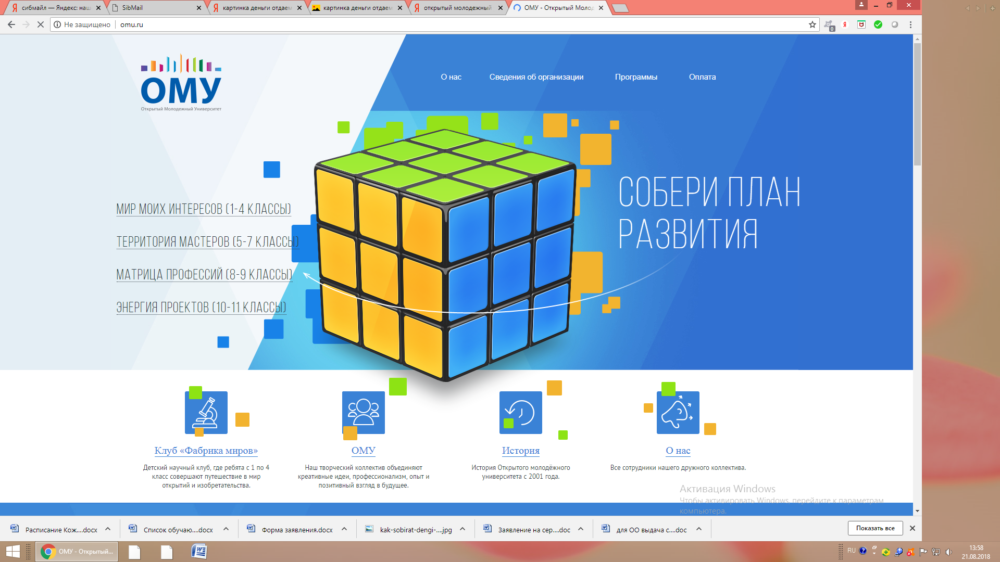 сибмайл — Яндекс: наш
SibMail
картинка деньги отдаем
картинка деньги отдаем
открытый молодежный
ОМУ - Открытый Молод
Не защищено
omu.ru
0
ОМУ
Открытый Молодежный Университет
О нас
Сведения об организации
Программы
Оплата
СОБЕРИ ПЛАН
РАЗВИТИЯ
МИР МОИХ ИНТЕРЕСОВ (1-4 КЛАССЫ)
ТЕРРИТОРИЯ МАСТЕРОВ (5-7 КЛАССЫ)
МАТРИЦА ПРОФЕССИЙ (8-9 КЛАССЫ)
ЭНЕРГИЯ ПРОЕКТОВ (10-11 КЛАССЫ)
Клуб «Фабрика миров»
Детский научный клуб, где ребята с 1 по 4
класс совершают путешествие в мир
открытий и изобретательства.
ОМУ
Наш творческий коллектив объединяют
креативные идеи, профессионализм, опыт и
позитивный взгляд в будущее.
История
История Открытого молодёжного
университета с 2001 года.
О нас
Все сотрудники нашего дружного коллектива.
Активация Windows
Чтобы активировать Windows, перейдите к параметрам
компьютера.
Расписание Кож....docx
Список обучаю....docx
Форма заявления.docx
kak-sobirat-dengi-....jpg
Заявление на сер....doc
для ОО выдача с....doc
Показать все
ОМУ - Открытый...
RU
13:58
21.08.2018